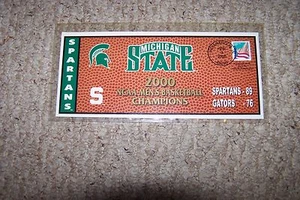 SPARTANS
MICHIGAN
STATE
S
2000
NCAA MEN'S BASKETBALL
CHAMPIONS
SPARTANS - 89
GATORS - 76